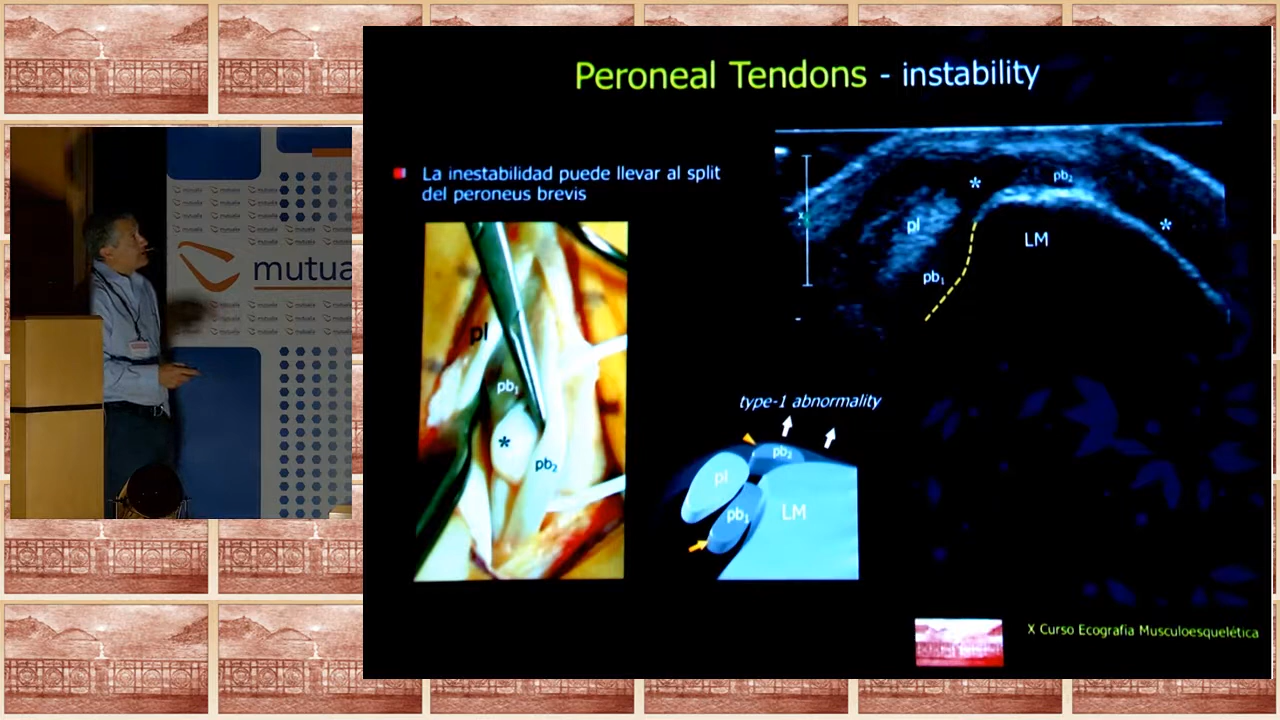 Peroneal Tendons - instability
La inestabilidad puede llevar al split
del peroneus brevis
*
pb2
pl
*
LM
pb1
pl
pb1
*
pb2
type-1 abnormality
pb2
pl
pb1
LM
mutua
X Curso Ecografía Musculoesquelética